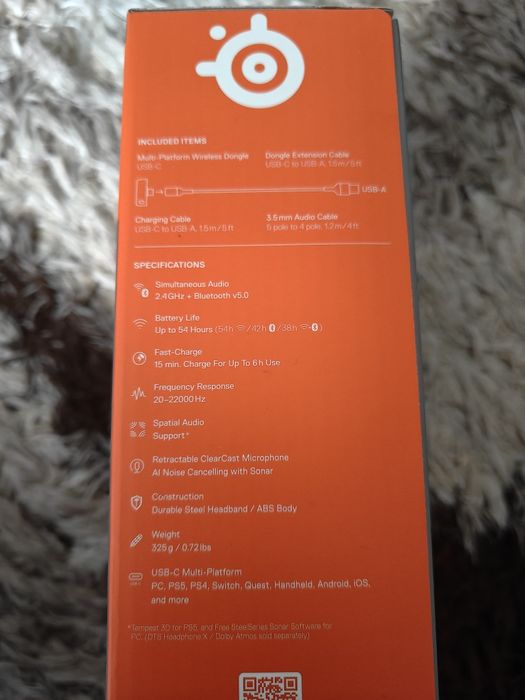 INCLUDED ITEMS
Multi-Platform Wireless Dongle
USB-C
Dongle Extension Cable
USB-C to USB-A, 1.5m/5ft
USB-A
Charging Cable
USB-C to USB-A, 1.5m/5ft
3.5mm Audio Cable
5 pole to 4 pole, 1.2m/4ft
SPECIFICATIONS
Simultaneous Audio
2.4GHz + Bluetooth v5.0
Battery Life
Up to 54 Hours (54h /42h /38h - )
Fast-Charge
15 min. Charge For Up To 6h Use
Frequency Response
20-22000Hz
Spatial Audio
Support*
Retractable ClearCast Microphone
AI Noise Cancelling with Sonar
Construction
Durable Steel Headband / ABS Body
Weight
325g / 0.72lbs
USB-C Multi-Platform
PC, PS5, PS4, Switch, Quest, Handheld, Android, iOS,
and more
*Tempest 3D for PS5, and Free SteelSeries Sonar Software for
PC. (DTS Headphone:X / Dolby Atmos sold separately)